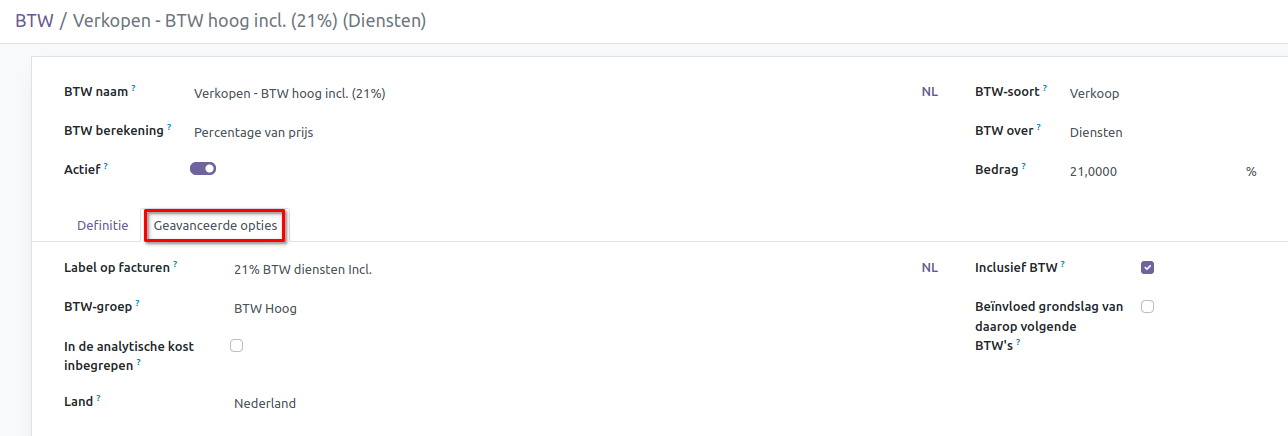 BTW / Verkopen - BTW hoog incl. (21%) (Diensten)
BTW naam ? Verkopen - BTW hoog incl. (21%) NL BTW-soort ? Verkoop
BTW berekening ? Percentage van prijs BTW over ? Diensten
Actief ? Bedrag ? 21,0000 %
Definitie Geavanceerde opties
Label op facturen ? 21% BTW diensten Incl. NL Inclusief BTW ?
BTW-groep ? BTW Hoog Beïnvloed grondslag van
daarop volgende
BTW's ?
In de analytische kost
inbegrepen ?
Land ? Nederland